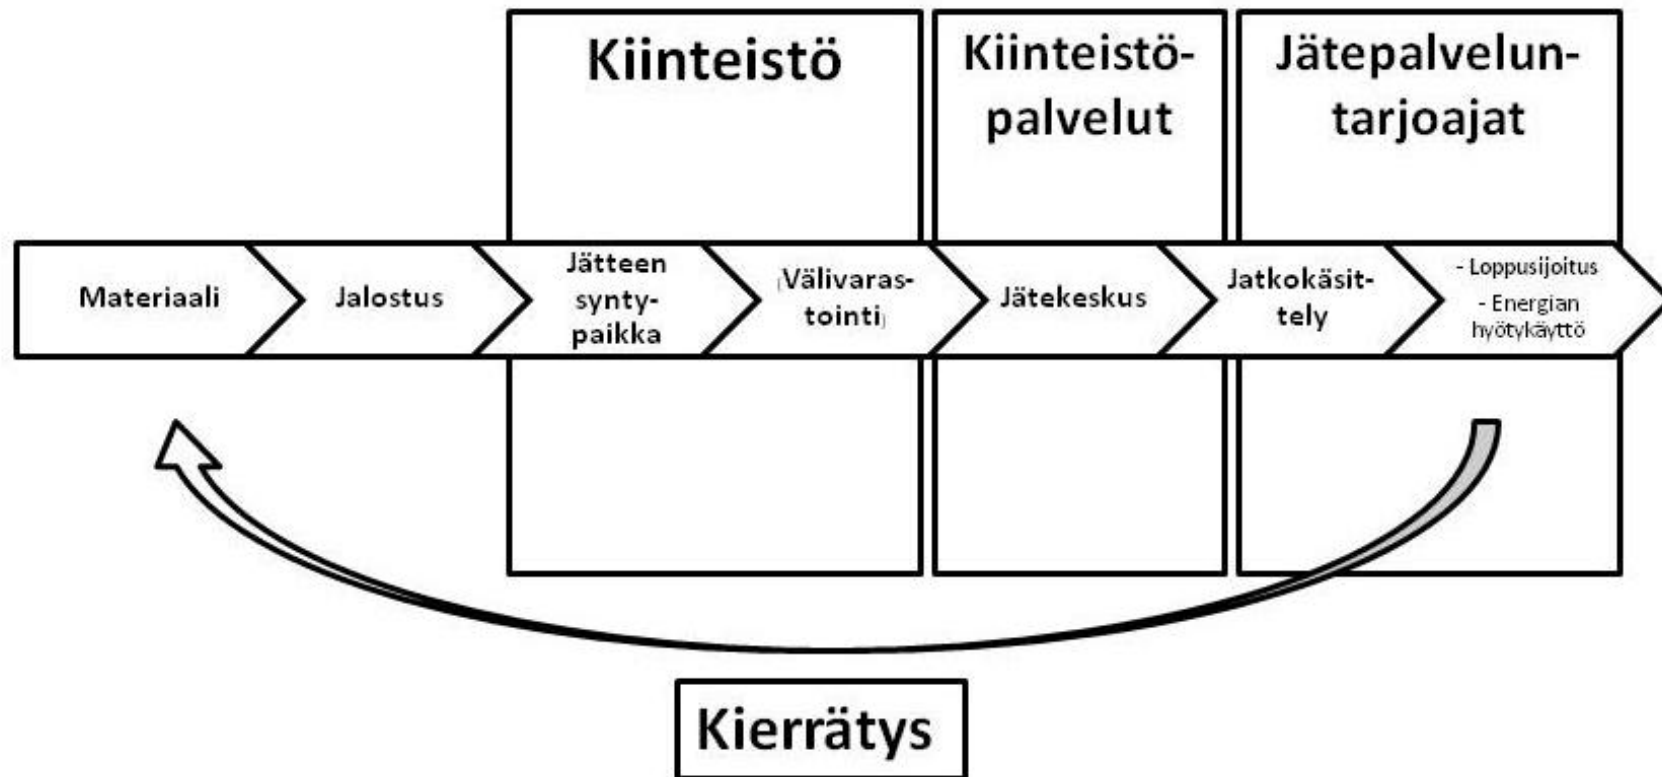 Kiinteistö
Kiinteistö-
palvelut
Jätepalvelun-
tarjoajat
Materiaali
Jalostus
Jätteen
synty-
paikka
(Välivaras-
tointi)
Jätekeskus
Jatkokäsit-
tely
- Loppusijoitus
- Energian
hyötykäyttö
Kierrätys